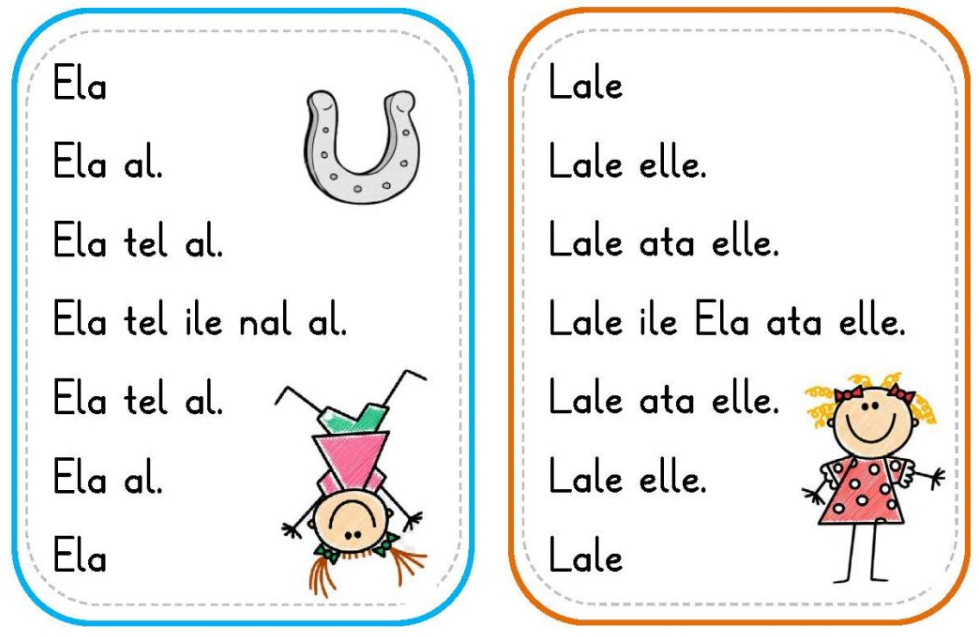 Ela
Ela al.
Ela tel al.
Ela tel ile nal al.
Ela tel al.
Ela al.
Ela
Lale
Lale elle.
Lale ata elle.
Lale ile Ela ata elle.
Lale ata elle.
Lale elle.
Lale